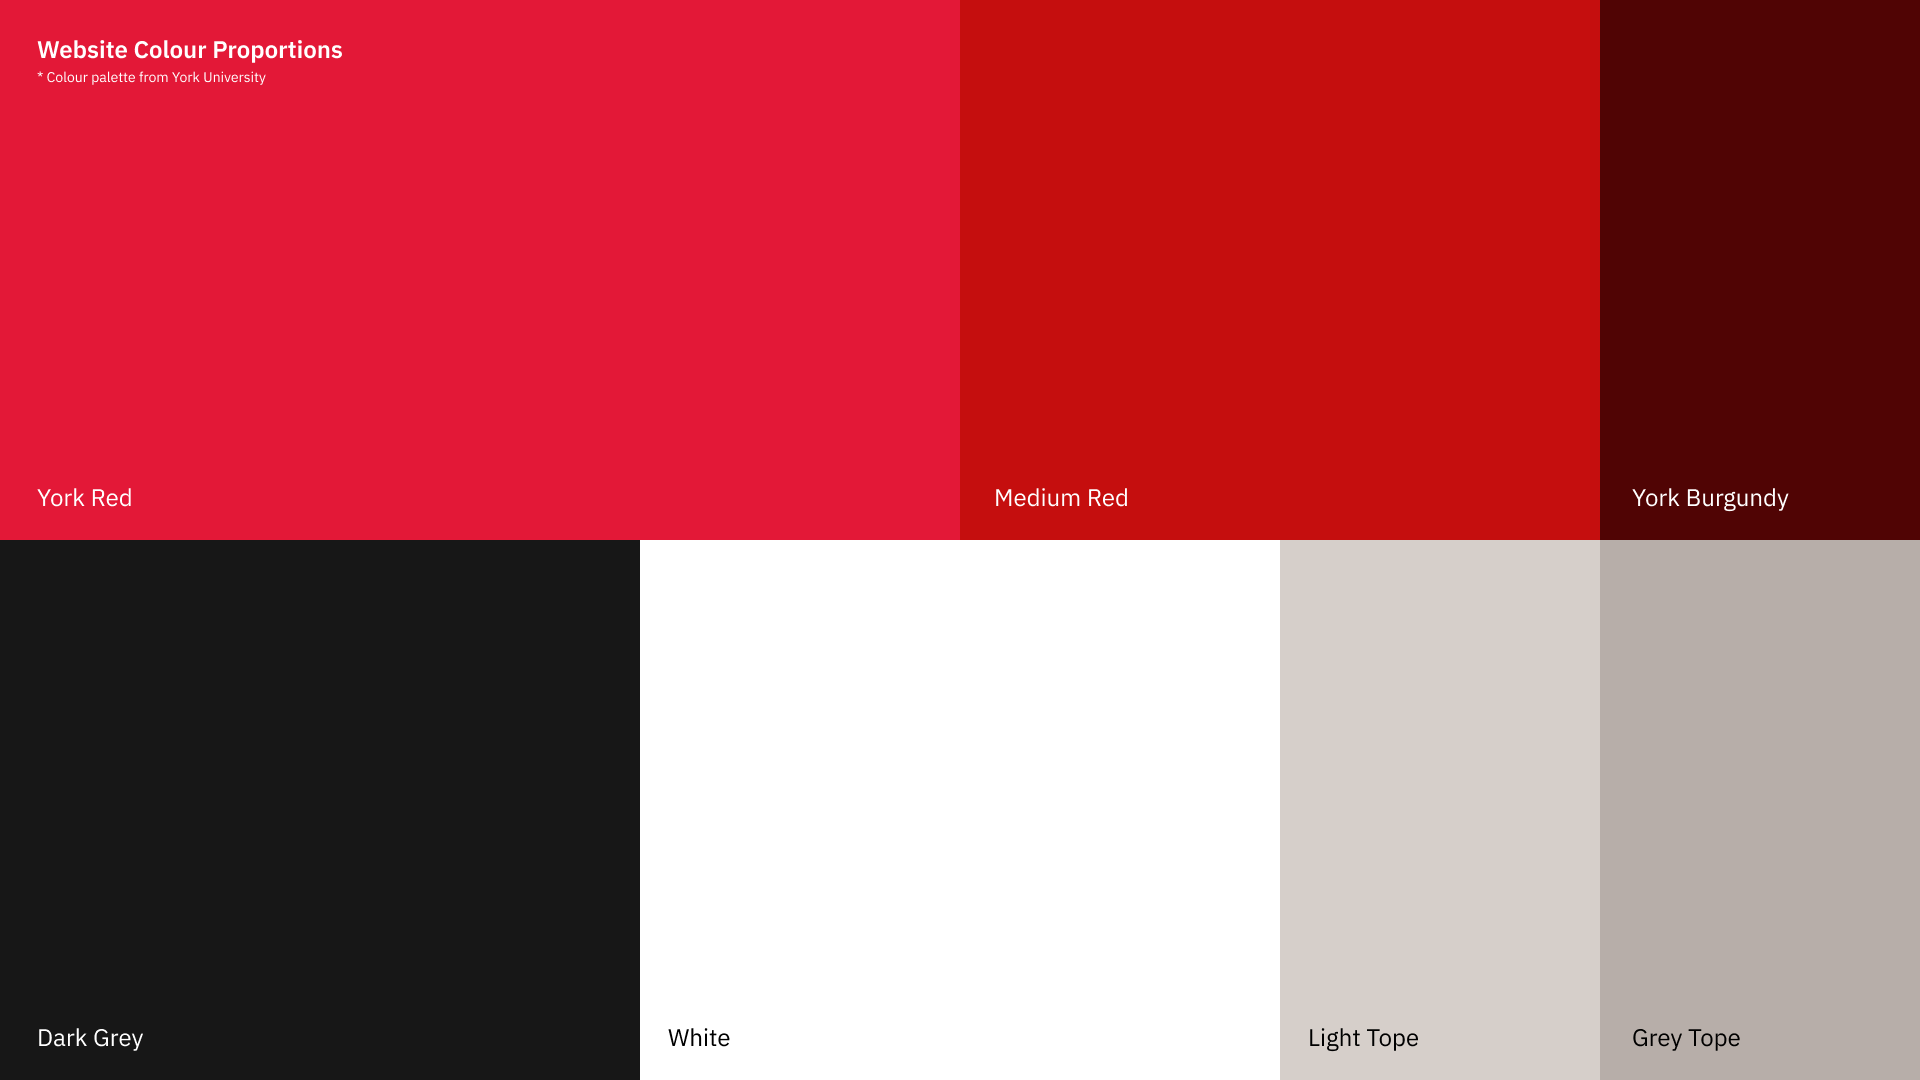 Website Colour Proportions
* Colour palette from York University
York Red
Medium Red
York Burgundy
Dark Grey
White
Light Tope
Grey Tope